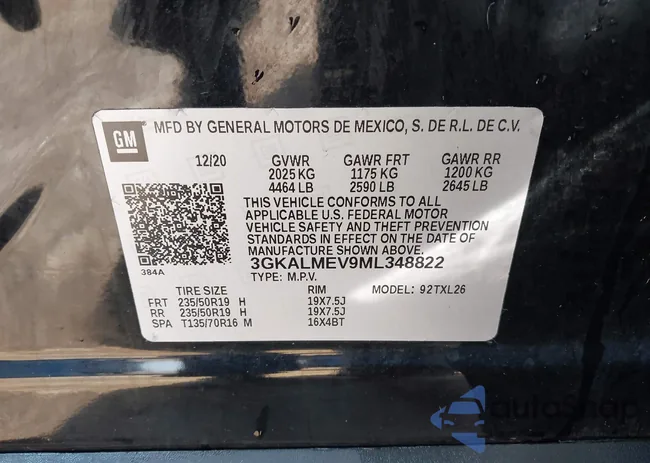 GM
MFD BY GENERAL MOTORS DE MEXICO, S. DE R.L. DE C.V.
12/20 GVWR GAWR FRT GAWR RR
2025 KG 1175 KG 1200 KG
4464 LB 2590 LB 2645 LB
THIS VEHICLE CONFORMS TO ALL
APPLICABLE U.S. FEDERAL MOTOR
VEHICLE SAFETY AND THEFT PREVENTION
STANDARDS IN EFFECT ON THE DATE OF
MANUFACTURE SHOWN ABOVE.
384A
3GKALMEV9ML348822
TYPE: M.P.V.
TIRE SIZE RIM MODEL: 92TXL26
FRT 235/50R19 H 19X7.5J
RR 235/50R19 H 19X7.5J
SPA T135/70R16 M 16X4BT
autoSnap